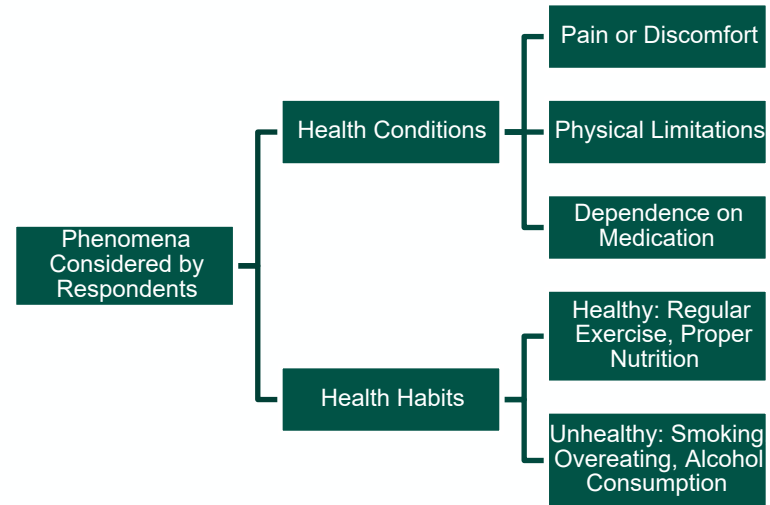 Phenomena
Considered by
Respondents
Health Conditions
Pain or Discomfort
Physical Limitations
Dependence on
Medication
Health Habits
Healthy: Regular
Exercise, Proper
Nutrition
Unhealthy: Smoking
Overeating, Alcohol
Consumption